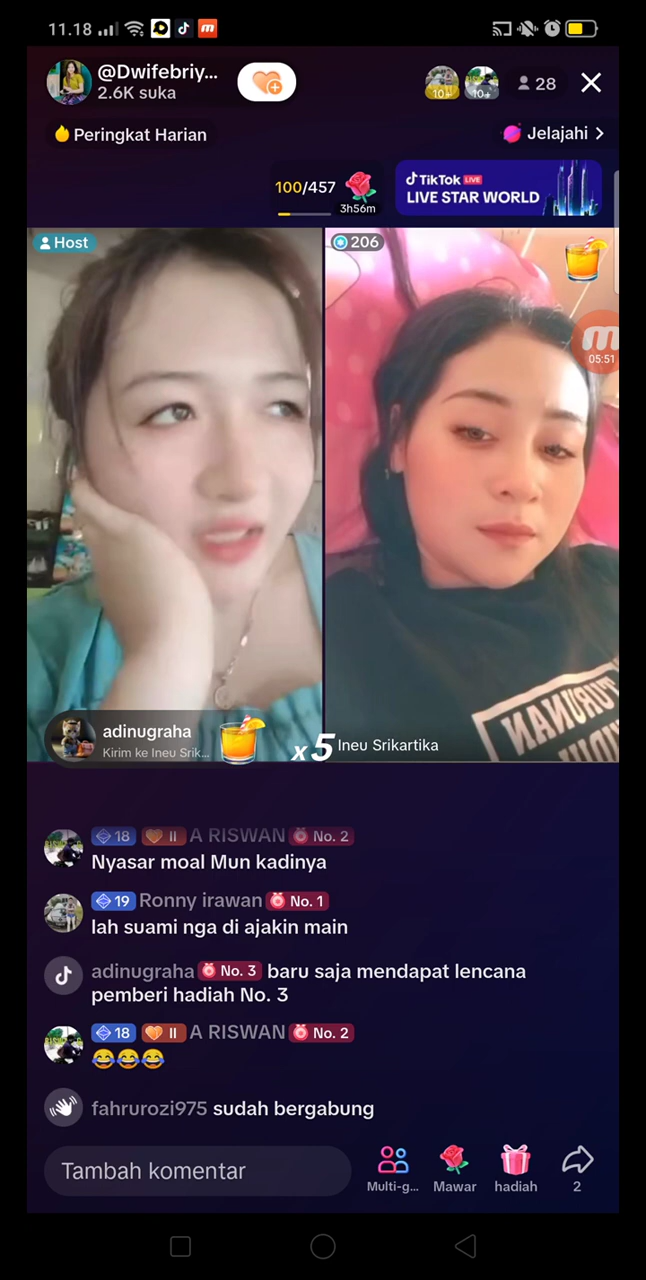 11.18
@Dwifebriy...
2.6K suka
10+
10+
28
Peringkat Harian
Jelajahi >
100/457
3h56m
TikTok LIVE
LIVE STAR WORLD
Host
206
05:51
TURUNAN
adinugraha
Kirim ke Ineu Srik...
x5
Ineu Srikartika
18 II A RISWAN No. 2
Nyasar moal Mun kadinya
19 Ronny irawan No. 1
lah suami nga di ajakin main
adinugraha No. 3 baru saja mendapat lencana
pemberi hadiah No. 3
18 II A RISWAN No. 2
😂😂😂
fahrurozi975 sudah bergabung
Tambah komentar
Multi-g...
Mawar
hadiah
2